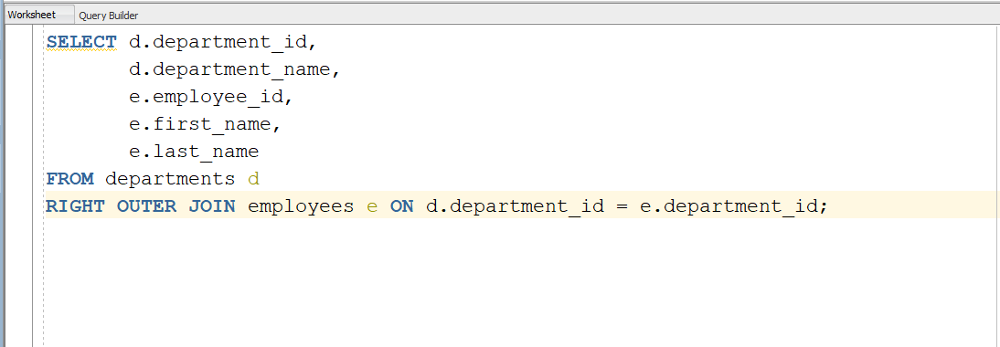 Worksheet Query Builder
SELECT d.department_id,
d.department_name,
e.employee_id,
e.first_name,
e.last_name
FROM departments d
RIGHT OUTER JOIN employees e ON d.department_id = e.department_id;